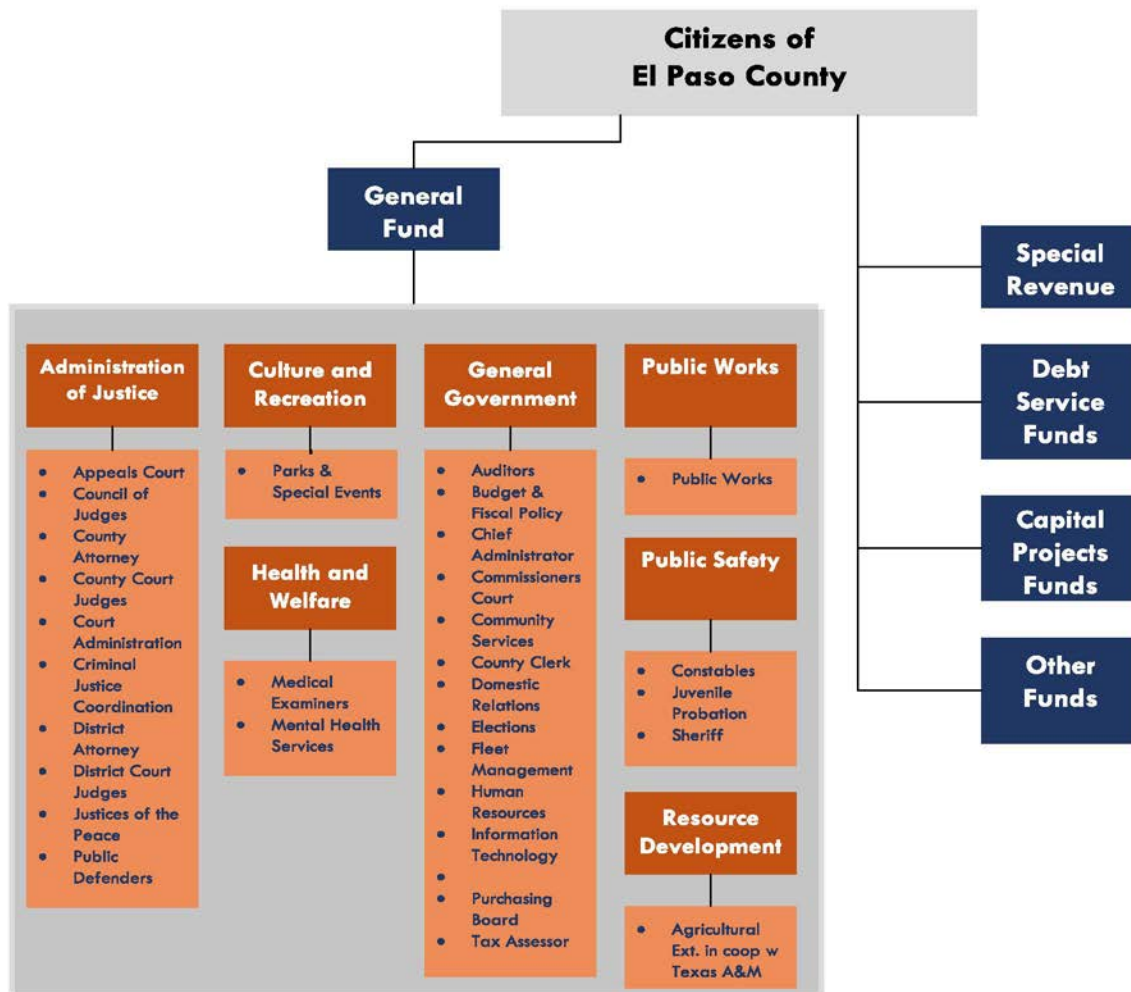 Citizens of
El Paso County
General
Fund
Special
Revenue
Debt
Service
Funds
Capital
Projects
Funds
Other
Funds
Administration
of Justice
• Appeals Court
• Council of
Judges
• County
Attorney
• County Court
Judges
• Court
Administration
• Criminal
Justice
Coordination
• District
Attorney
• District Court
Judges
• Justices of the
Peace
• Public
Defenders
Culture and
Recreation
• Parks &
Special Events
Health and
Welfare
• Medical
Examiners
• Mental Health
Services
General
Government
• Auditors
• Budget &
Fiscal Policy
• Chief
Administrator
• Commissioners
Court
• Community
Services
• County Clerk
• Domestic
Relations
• Elections
• Fleet
Management
• Human
Resources
• Information
Technology
•
• Purchasing
Board
• Tax Assessor
Public Works
• Public Works
Public Safety
• Constables
• Juvenile
Probation
• Sheriff
Resource
Development
• Agricultural
Ext. in coop w
Texas A&M